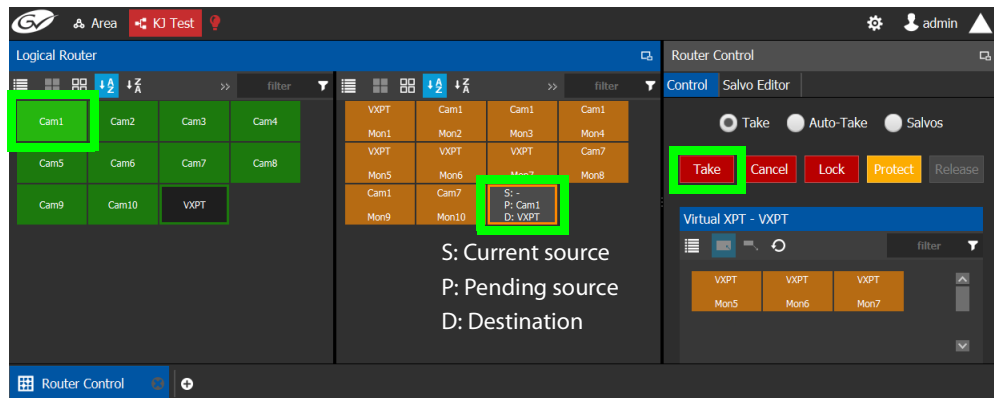 GV Area KJ Test admin
Logical Router
Router Control
>> filter
>> filter
Control Salvo Editor
Cam1 Cam2 Cam3 Cam4
Cam5 Cam6 Cam7 Cam8
Cam9 Cam10 VXPT
VXPT Cam1 Cam1 Cam1
Mon1 Mon2 Mon3 Mon4
VXPT VXPT VXPT Cam7
Mon5 Mon6 Mon7 Mon8
Cam1 Cam7 S: -
P: Cam1
Mon9 Mon10 D: VXPT
S: Current source
P: Pending source
D: Destination
Take Auto-Take Salvos
Take Cancel Lock Protect Release
Virtual XPT - VXPT
filter
VXPT VXPT VXPT
Mon5 Mon6 Mon7
Router Control